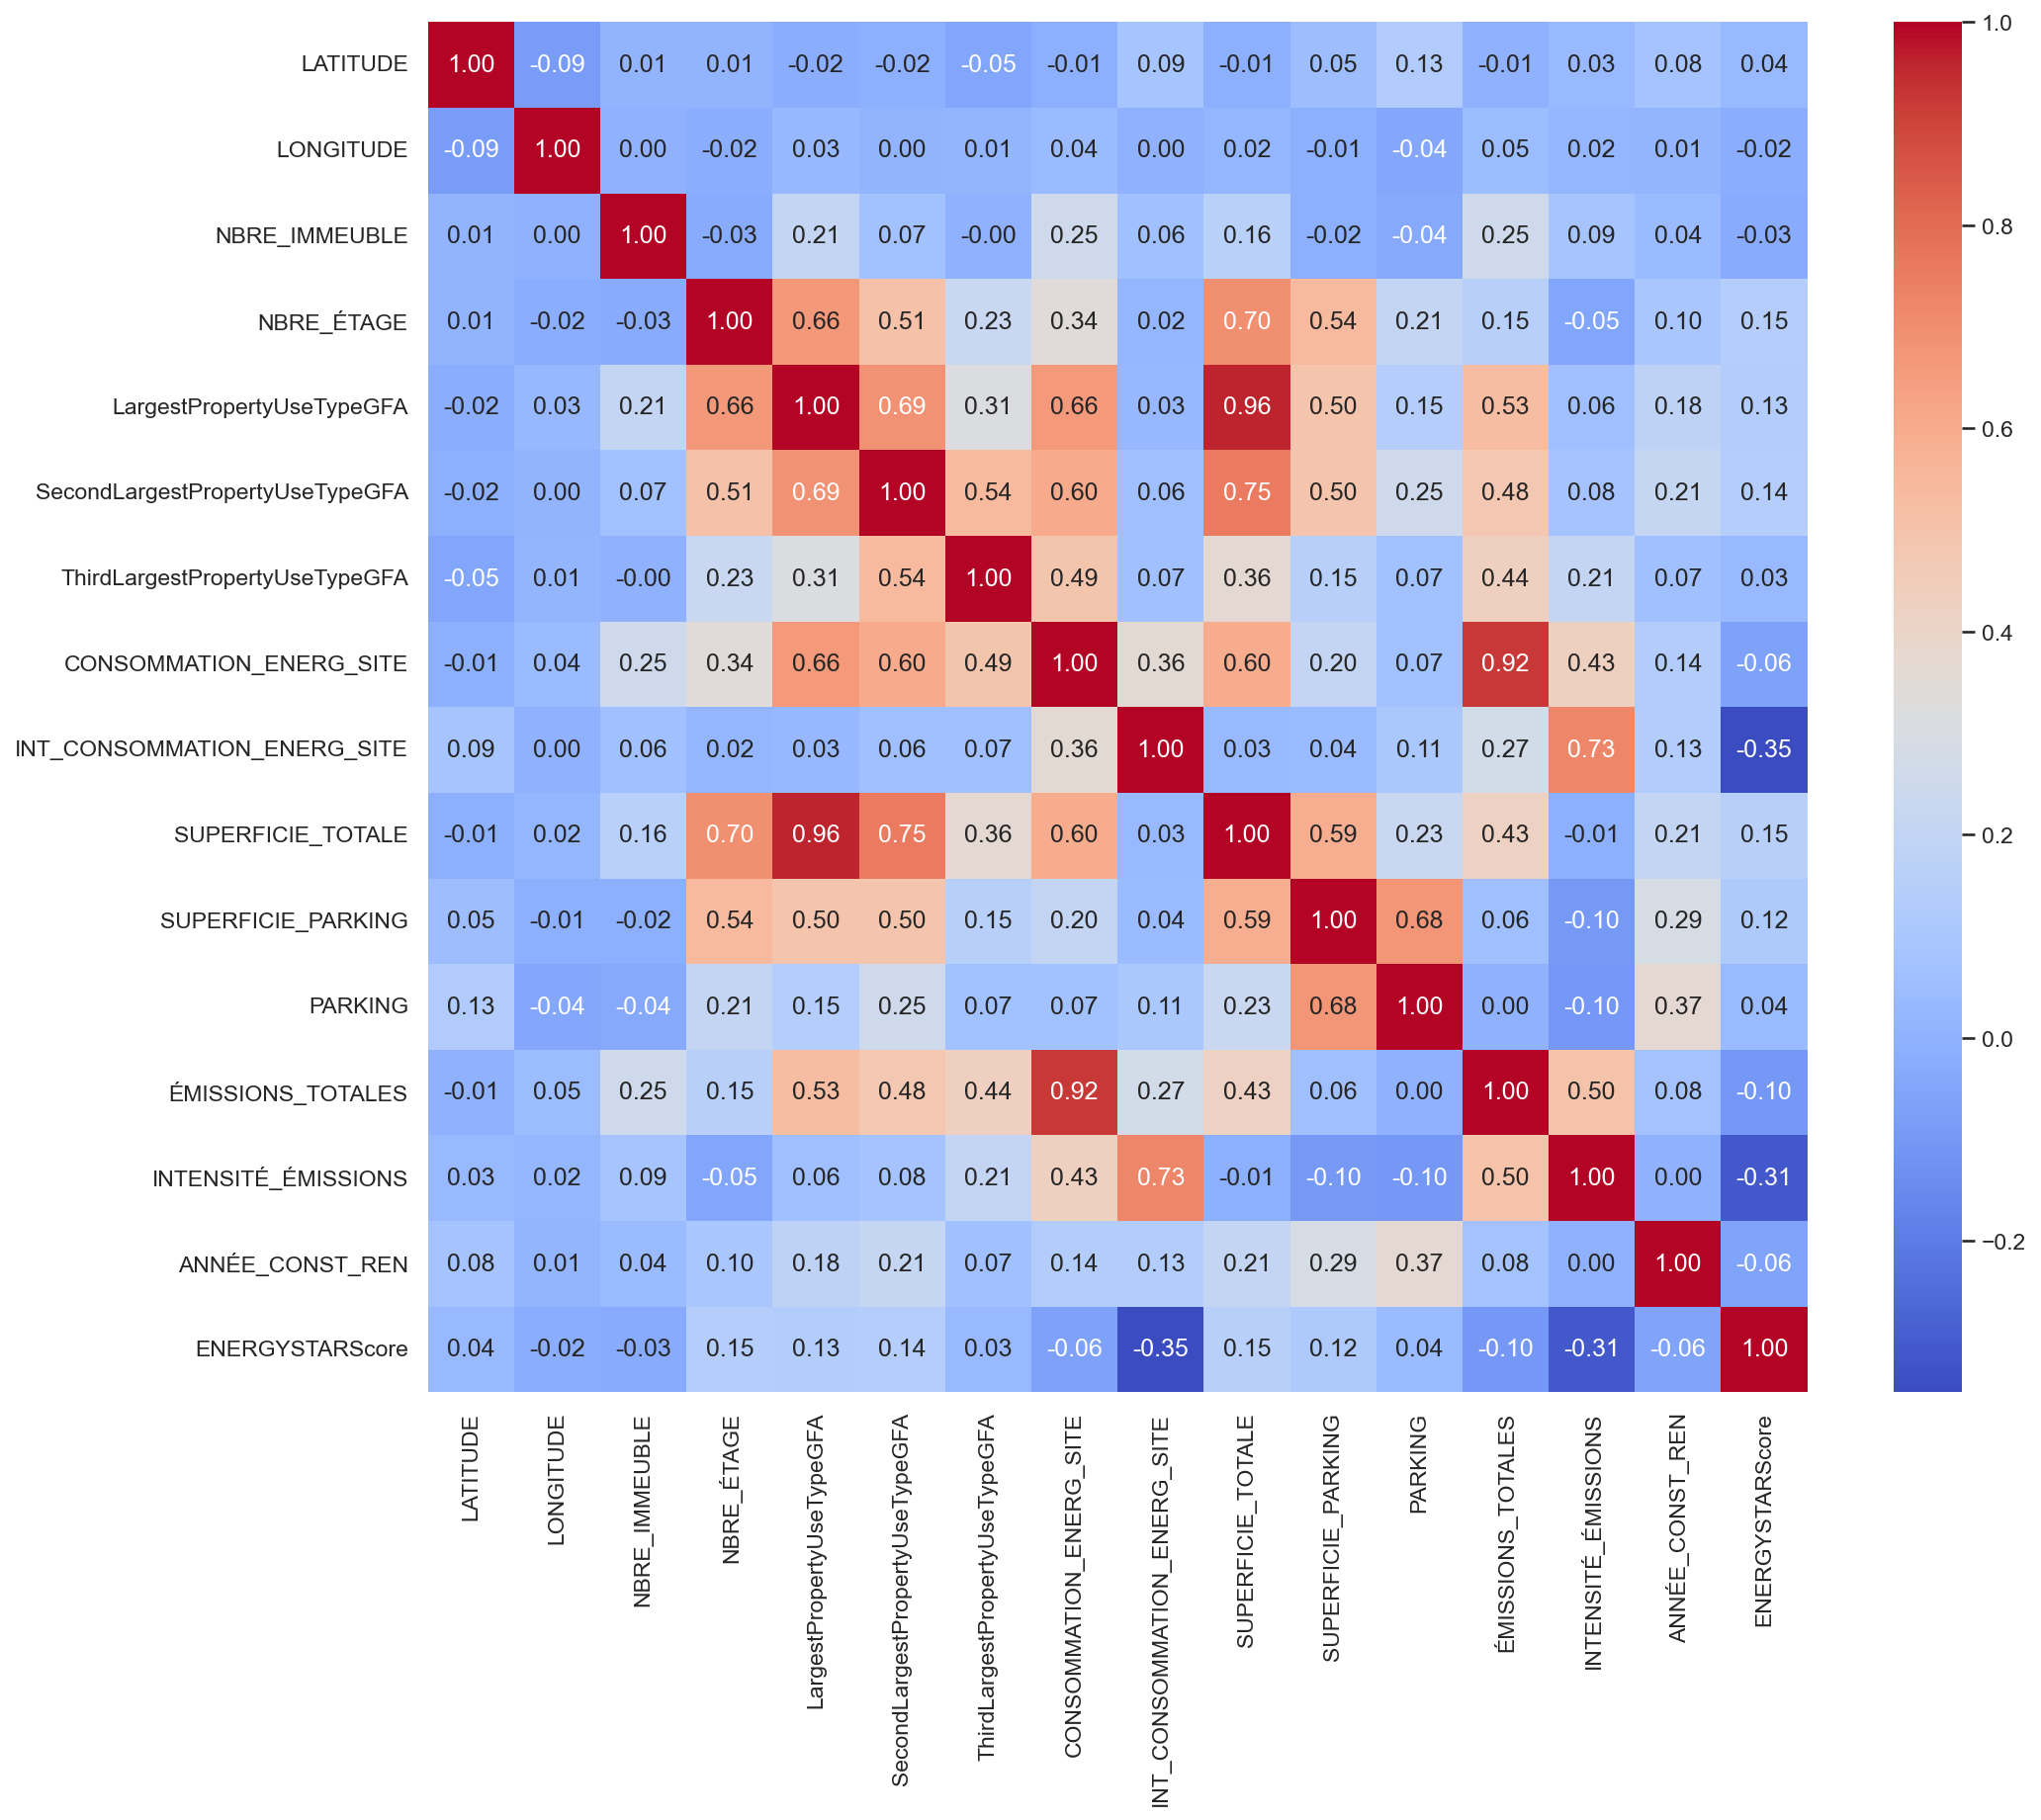 LATITUDE 1.00 -0.09 0.01 0.01 -0.02 -0.02 -0.05 -0.01 0.09 -0.01 0.05 0.13 -0.01 0.03 0.08 0.04
LONGITUDE -0.09 1.00 0.00 -0.02 0.03 0.00 0.01 0.04 0.00 0.02 -0.01 -0.04 0.05 0.02 0.01 -0.02
NBRE_IMMEUBLE 0.01 0.00 1.00 -0.03 0.21 0.07 -0.00 0.25 0.06 0.16 -0.02 -0.04 0.25 0.09 0.04 -0.03
NBRE_ÉTAGE 0.01 -0.02 -0.03 1.00 0.66 0.51 0.23 0.34 0.02 0.70 0.54 0.21 0.15 -0.05 0.10 0.15
LargestPropertyUseTypeGFA -0.02 0.03 0.21 0.66 1.00 0.69 0.31 0.66 0.03 0.96 0.50 0.15 0.53 0.06 0.18 0.13
SecondLargestPropertyUseTypeGFA -0.02 0.00 0.07 0.51 0.69 1.00 0.54 0.60 0.06 0.75 0.50 0.25 0.48 0.08 0.21 0.14
ThirdLargestPropertyUseTypeGFA -0.05 0.01 -0.00 0.23 0.31 0.54 1.00 0.49 0.07 0.36 0.15 0.07 0.44 0.21 0.07 0.03
CONSOMMATION_ENERG_SITE -0.01 0.04 0.25 0.34 0.66 0.60 0.49 1.00 0.36 0.60 0.20 0.07 0.92 0.43 0.14 -0.06
INT_CONSOMMATION_ENERG_SITE 0.09 0.00 0.06 0.02 0.03 0.06 0.07 0.36 1.00 0.03 0.04 0.11 0.27 0.73 0.13 -0.35
SUPERFICIE_TOTALE -0.01 0.02 0.16 0.70 0.96 0.75 0.36 0.60 0.03 1.00 0.59 0.23 0.43 -0.01 0.21 0.15
SUPERFICIE_PARKING 0.05 -0.01 -0.02 0.54 0.50 0.50 0.15 0.20 0.04 0.59 1.00 0.68 0.06 -0.10 0.29 0.12
PARKING 0.13 -0.04 -0.04 0.21 0.15 0.25 0.07 0.07 0.11 0.23 0.68 1.00 0.00 -0.10 0.37 0.04
ÉMISSIONS_TOTALES -0.01 0.05 0.25 0.15 0.53 0.48 0.44 0.92 0.27 0.43 0.06 0.00 1.00 0.50 0.08 -0.10
INTENSITÉ_ÉMISSIONS 0.03 0.02 0.09 -0.05 0.06 0.08 0.21 0.43 0.73 -0.01 -0.10 -0.10 0.50 1.00 0.00 -0.31
ANNÉE_CONST_REN 0.08 0.01 0.04 0.10 0.18 0.21 0.07 0.14 0.13 0.21 0.29 0.37 0.08 0.00 1.00 -0.06
ENERGYSTARScore 0.04 -0.02 -0.03 0.15 0.13 0.14 0.03 -0.06 -0.35 0.15 0.12 0.04 -0.10 -0.31 -0.06 1.00
LATITUDE
LONGITUDE
NBRE_IMMEUBLE
NBRE_ÉTAGE
LargestPropertyUseTypeGFA
SecondLargestPropertyUseTypeGFA
ThirdLargestPropertyUseTypeGFA
CONSOMMATION_ENERG_SITE
INT_CONSOMMATION_ENERG_SITE
SUPERFICIE_TOTALE
SUPERFICIE_PARKING
PARKING
ÉMISSIONS_TOTALES
INTENSITÉ_ÉMISSIONS
ANNÉE_CONST_REN
ENERGYSTARScore
1.0
0.8
0.6
0.4
0.2
0.0
−0.2